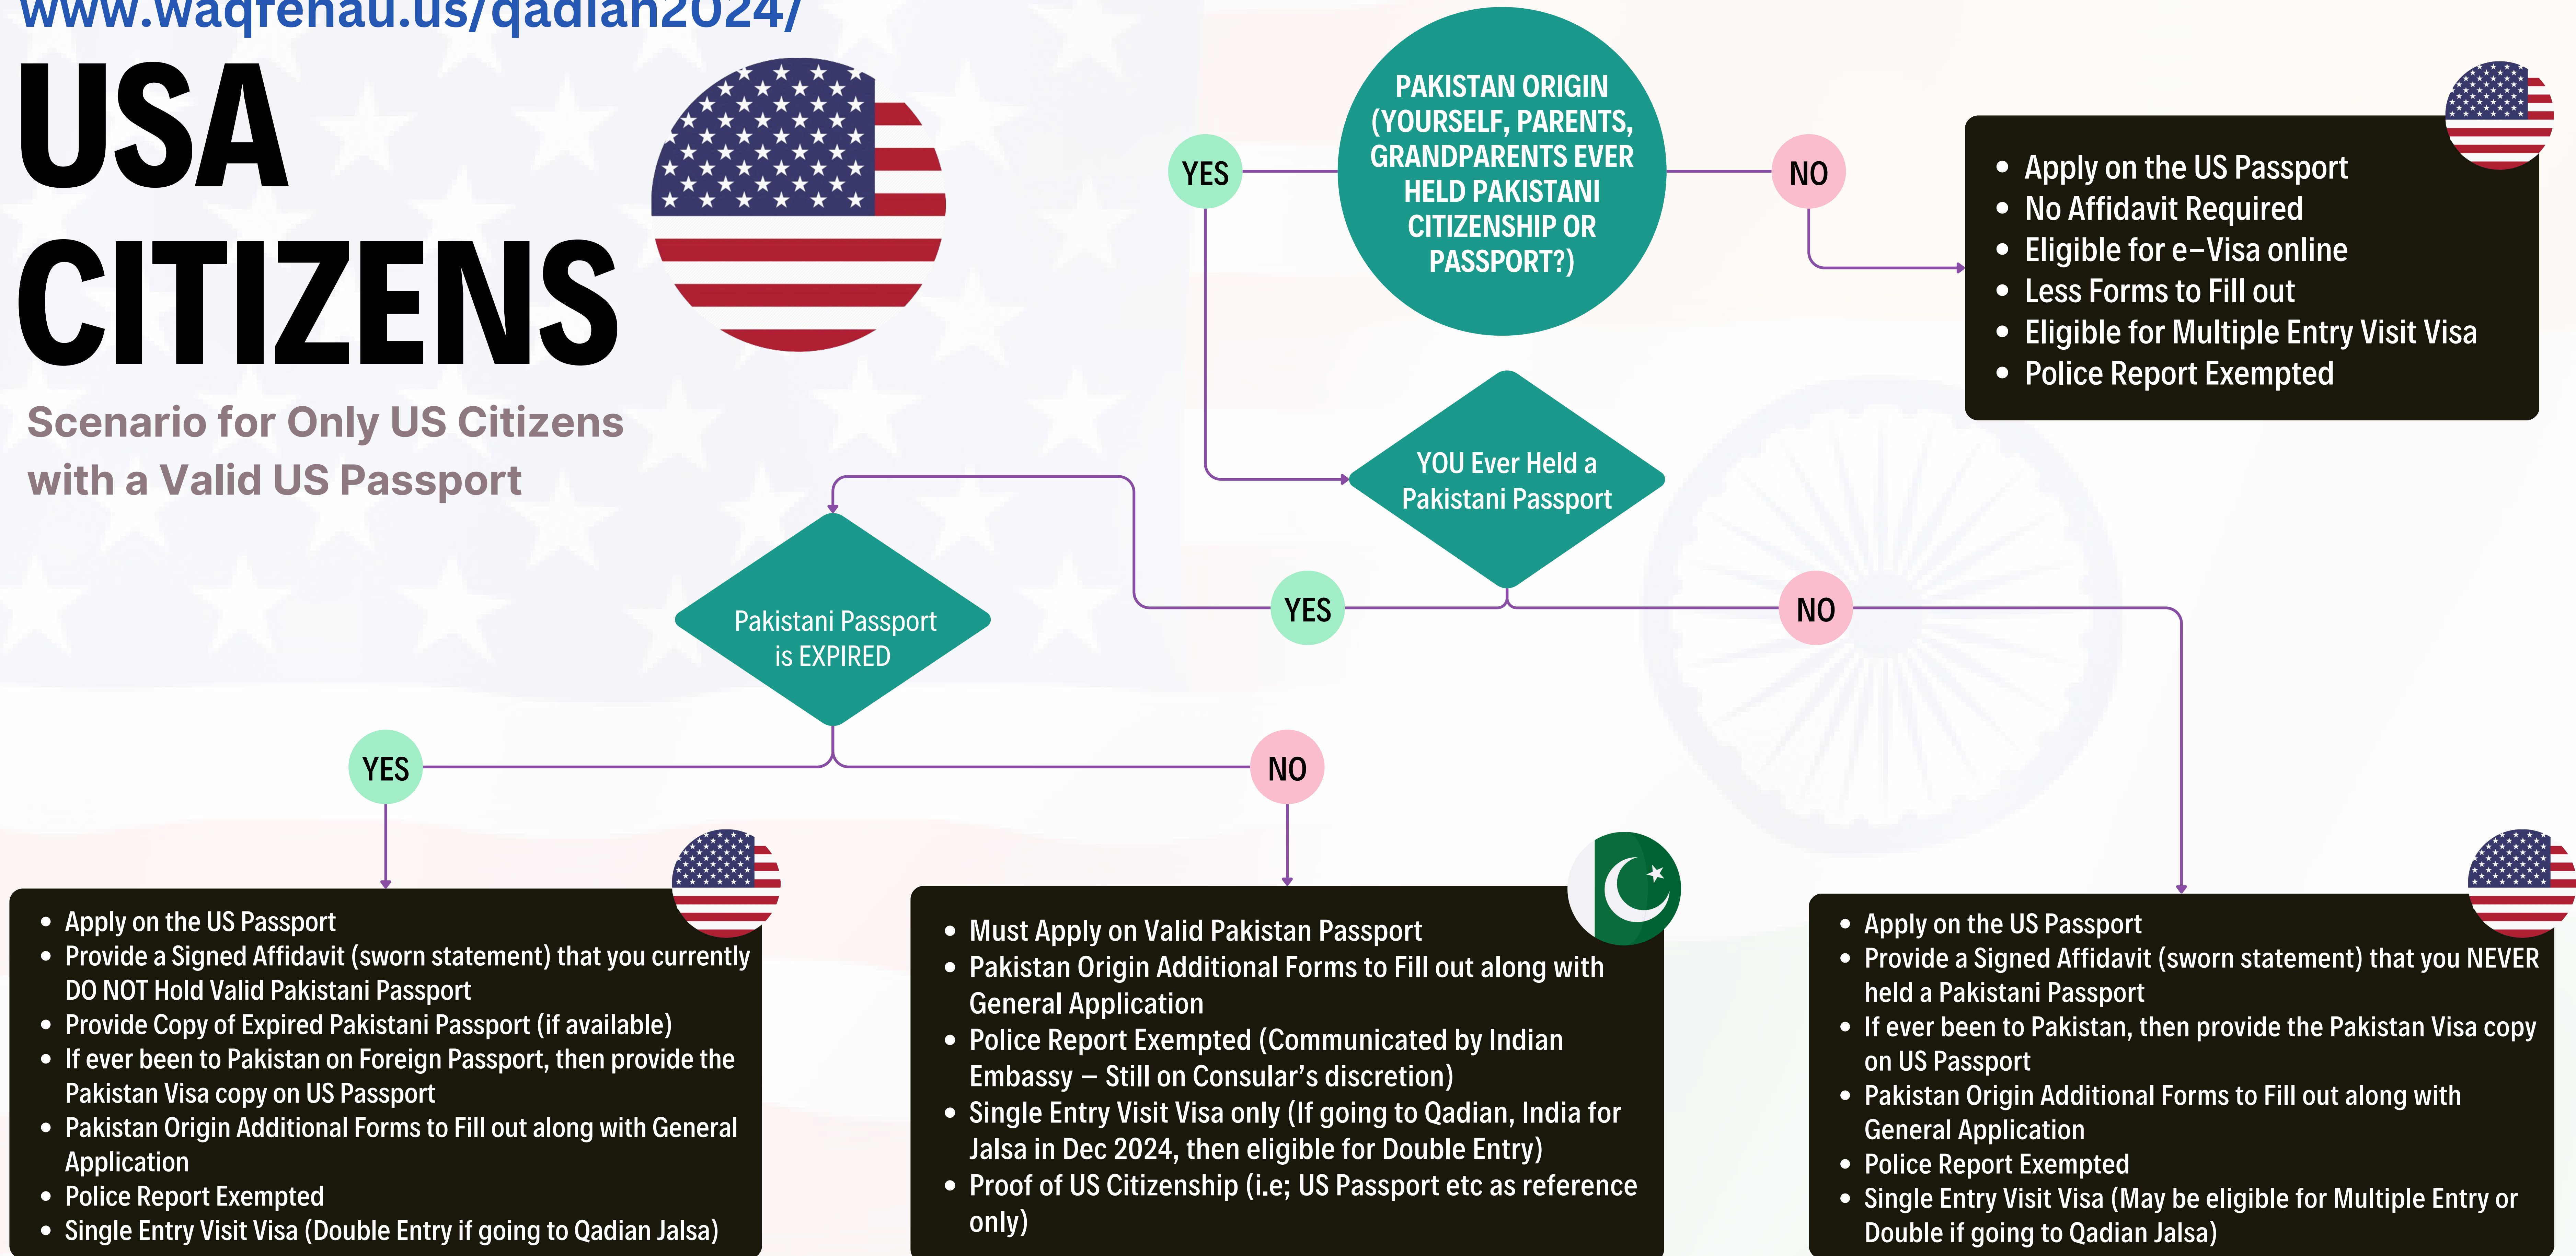 www.waqfenau.us/qadian2024/
USA
CITIZENS
Scenario for Only US Citizens
with a Valid US Passport
PAKISTAN ORIGIN
(YOURSELF, PARENTS,
GRANDPARENTS EVER
HELD PAKISTANI
CITIZENSHIP OR
PASSPORT?)
YES
NO
• Apply on the US Passport
• No Affidavit Required
• Eligible for e-Visa online
• Less Forms to Fill out
• Eligible for Multiple Entry Visit Visa
• Police Report Exempted
YOU Ever Held a
Pakistani Passport
YES
NO
Pakistani Passport
is EXPIRED
YES
NO
• Apply on the US Passport
• Provide a Signed Affidavit (sworn statement) that you currently
DO NOT Hold Valid Pakistani Passport
• Provide Copy of Expired Pakistani Passport (if available)
• If ever been to Pakistan on Foreign Passport, then provide the
Pakistan Visa copy on US Passport
• Pakistan Origin Additional Forms to Fill out along with General
Application
• Police Report Exempted
• Single Entry Visit Visa (Double Entry if going to Qadian Jalsa)
• Must Apply on Valid Pakistan Passport
• Pakistan Origin Additional Forms to Fill out along with
General Application
• Police Report Exempted (Communicated by Indian
Embassy – Still on Consular's discretion)
• Single Entry Visit Visa only (If going to Qadian, India for
Jalsa in Dec 2024, then eligible for Double Entry)
• Proof of US Citizenship (i.e; US Passport etc as reference
only)
• Apply on the US Passport
• Provide a Signed Affidavit (sworn statement) that you NEVER
held a Pakistani Passport
• If ever been to Pakistan, then provide the Pakistan Visa copy
on US Passport
• Pakistan Origin Additional Forms to Fill out along with
General Application
• Police Report Exempted
• Single Entry Visit Visa (May be eligible for Multiple Entry or
Double if going to Qadian Jalsa)